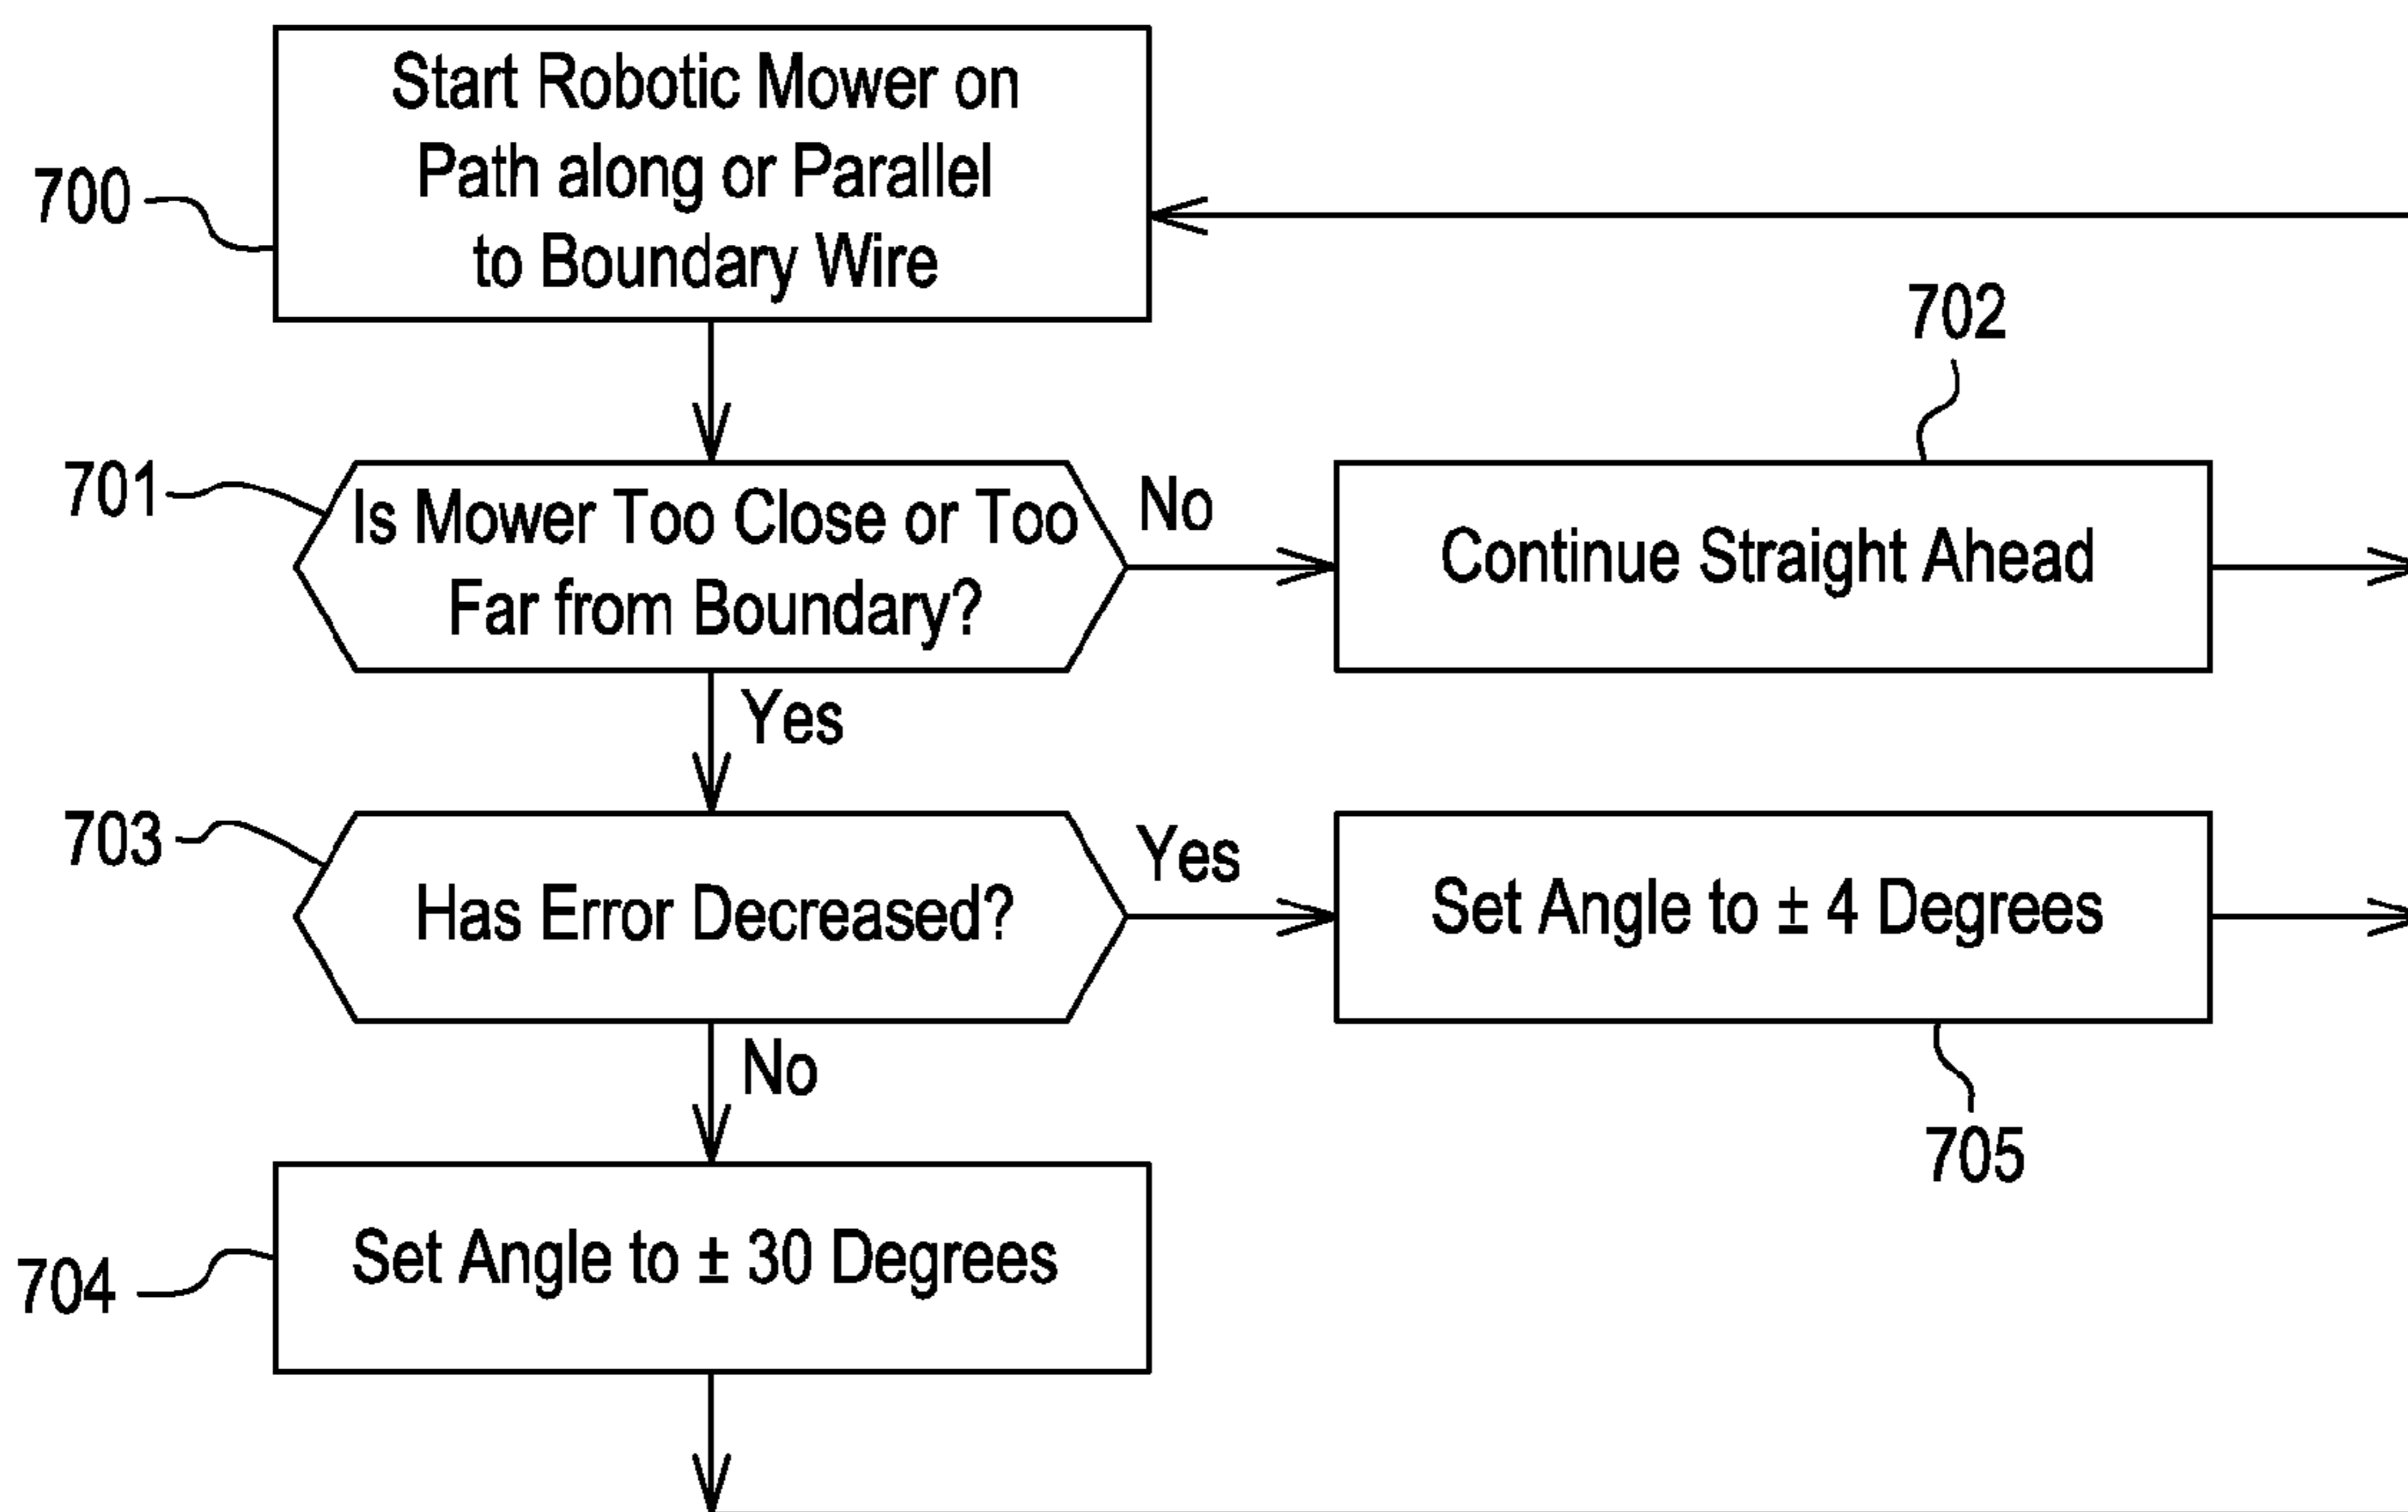 Start Robotic Mower on
Path along or Parallel
to Boundary Wire
700
702
701
Is Mower Too Close or Too
Far from Boundary?
No
Continue Straight Ahead
Yes
703
Has Error Decreased?
Yes
Set Angle to ± 4 Degrees
No
705
704
Set Angle to ± 30 Degrees